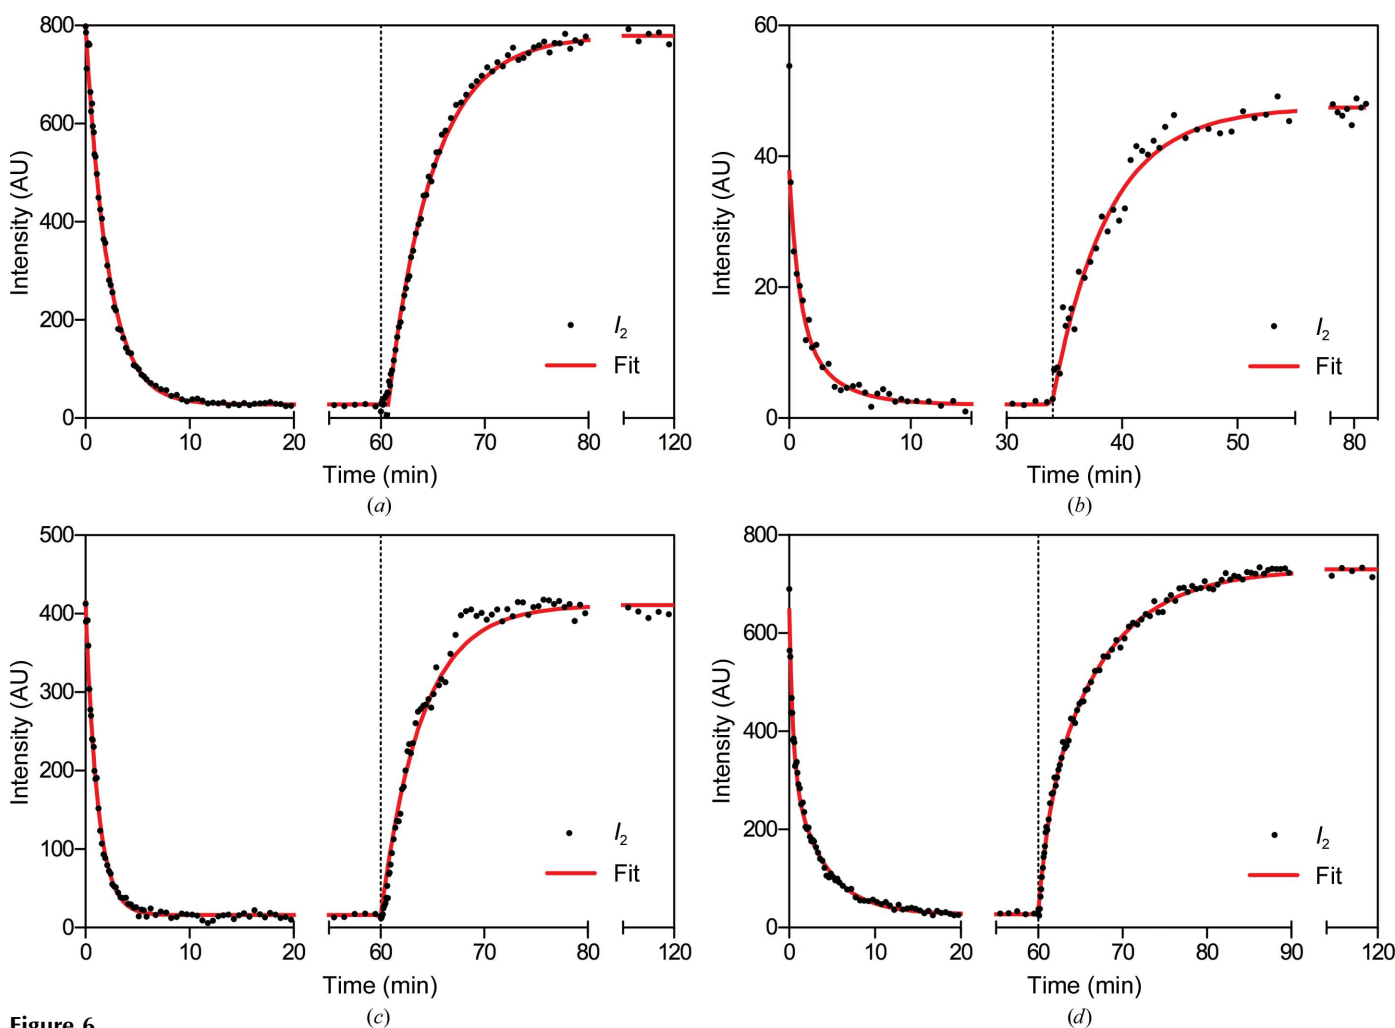 800
600
400
200
0
Intensity (AU)
I2
Fit
0 10 20 60 70 80 120
Time (min)
(a)
60
40
20
0
Intensity (AU)
I2
Fit
0 10 30 40 50 80
Time (min)
(b)
500
400
300
200
100
0
Intensity (AU)
I2
Fit
0 10 20 60 70 80 120
Time (min)
(c)
800
600
400
200
0
Intensity (AU)
I2
Fit
0 10 20 60 70 80 90 120
Time (min)
(d)
Figure 6